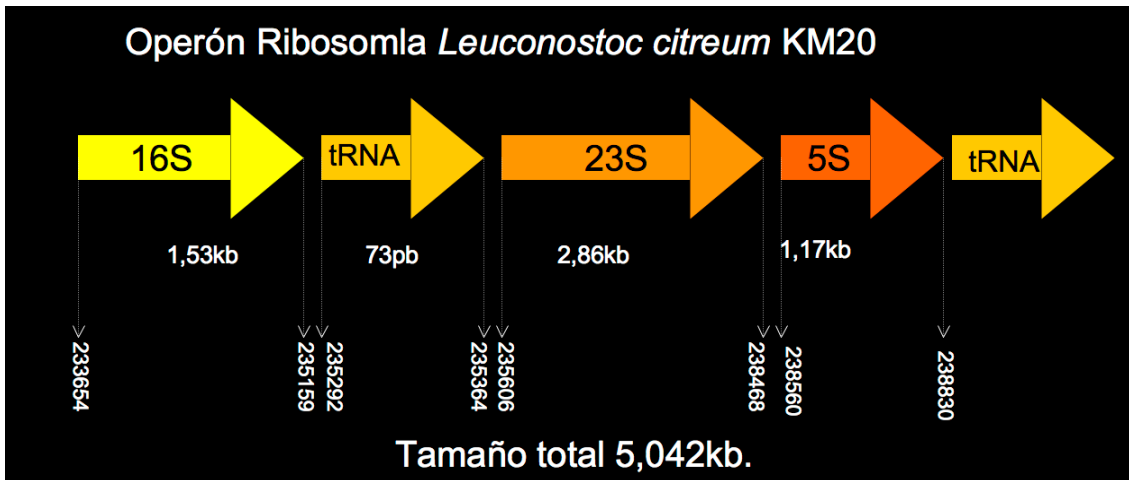 Operón Ribosomla Leuconostoc citreum KM20
16S tRNA 23S 5S tRNA
1,53kb 73pb 2,86kb 1,17kb
233654 235159 235292 235364 235606 238468 238560 238830
Tamaño total 5,042kb.